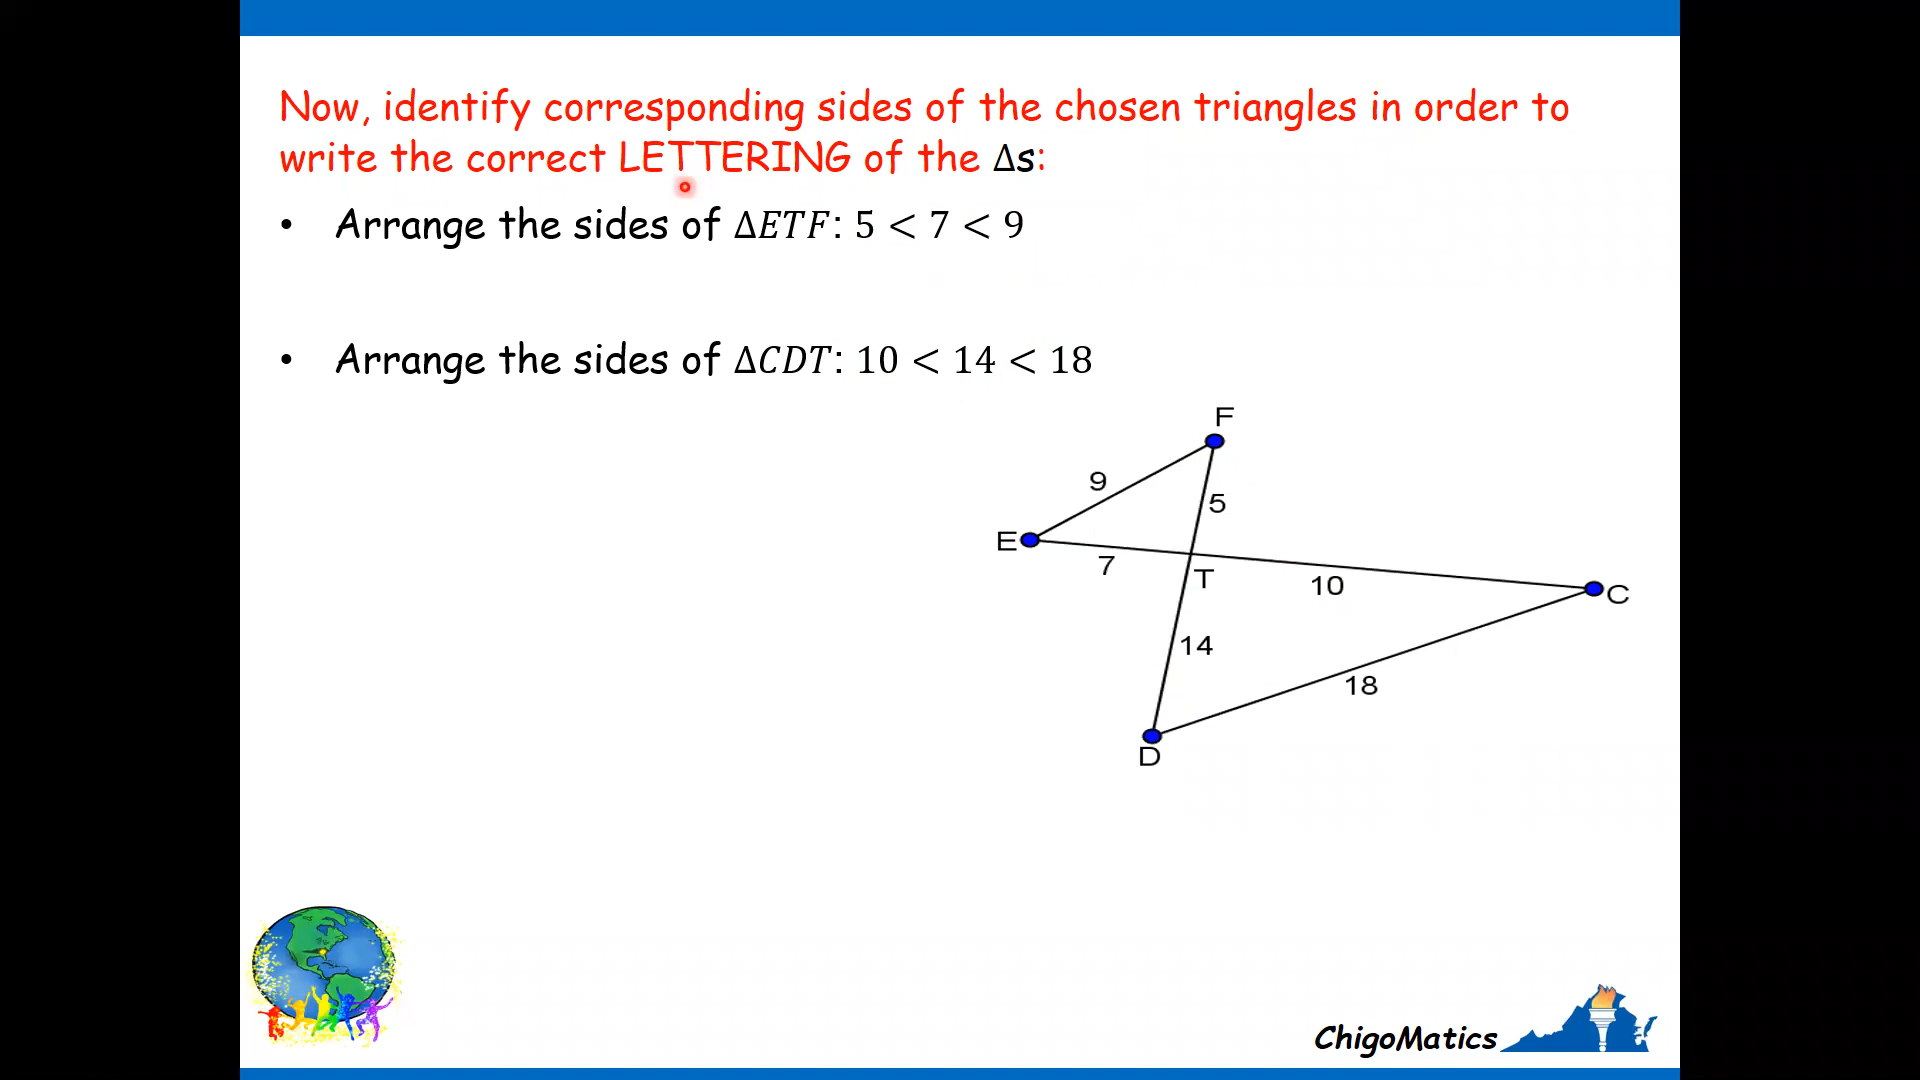 Now, identify corresponding sides of the chosen triangles in order to
write the correct LETTERING of the Δs:
• Arrange the sides of ΔETF: 5 < 7 < 9
• Arrange the sides of ΔCDT: 10 < 14 < 18
F
9
5
E
7
T
10
C
14
18
D
ChigoMatics